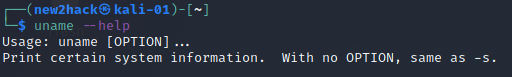 ┌──(new2hack㉿kali-01)-[~]
└─$ uname --help
Usage: uname [OPTION]...
Print certain system information.  With no OPTION, same as -s.